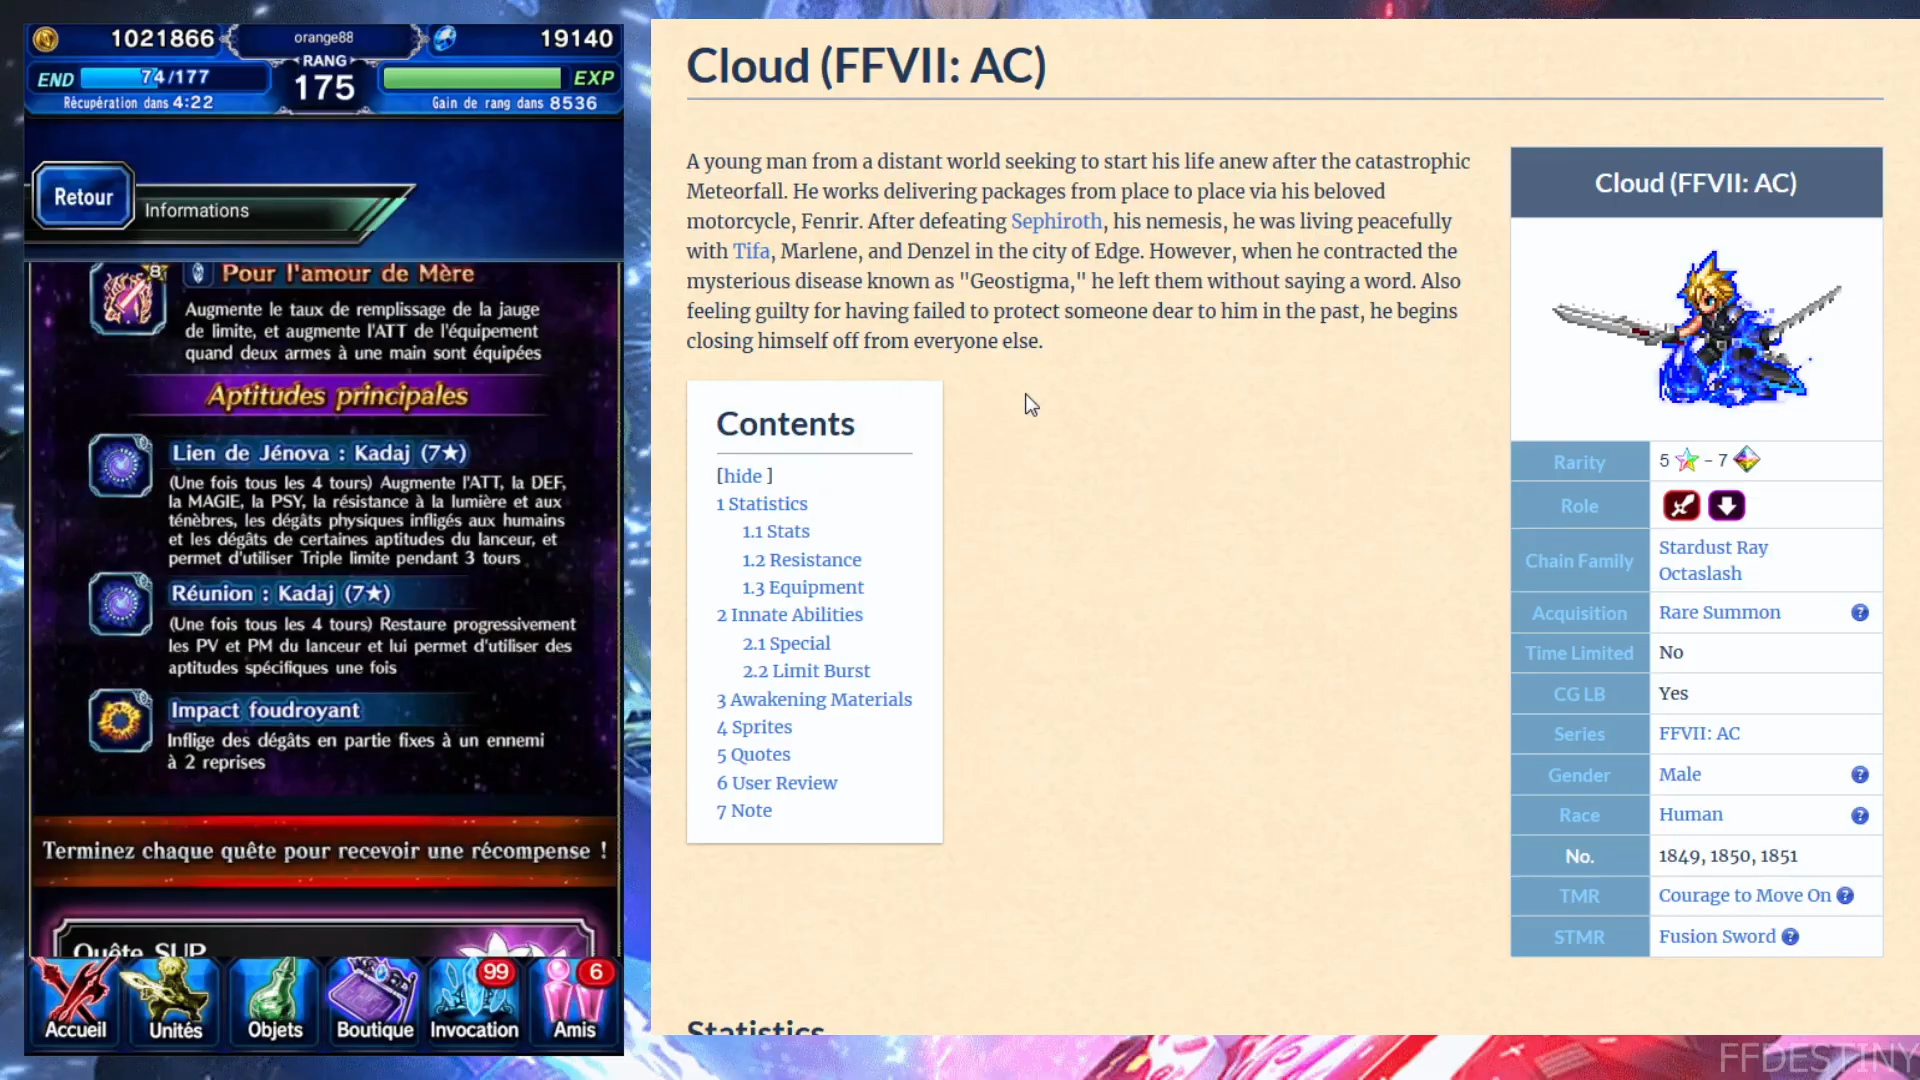 1021866
orange88
19140
END
74/177
RANG
175
EXP
Récupération dans 4:22
Gain de rang dans 8536
Retour
Informations
8
Pour l'amour de Mère
Augmente le taux de remplissage de la jauge
de limite, et augmente l'ATT de l'équipement
quand deux armes à une main sont équipées
Aptitudes principales
Lien de Jénova : Kadaj (7★)
(Une fois tous les 4 tours) Augmente l'ATT, la DEF,
la MAGIE, la PSY, la résistance à la lumière et aux
ténèbres, les dégâts physiques infligés aux humains
et les dégâts de certaines aptitudes du lanceur, et
permet d'utiliser Triple limite pendant 3 tours
Réunion : Kadaj (7★)
(Une fois tous les 4 tours) Restaure progressivement
les PV et PM du lanceur et lui permet d'utiliser des
aptitudes spécifiques une fois
Impact foudroyant
Inflige des dégâts en partie fixes à un ennemi
à 2 reprises
Terminez chaque quête pour recevoir une récompense !
Quête SUP
99
6
Accueil
Unités
Objets
Boutique
Invocation
Amis
Cloud (FFVII: AC)
A young man from a distant world seeking to start his life anew after the catastrophic
Meteorfall. He works delivering packages from place to place via his beloved
motorcycle, Fenrir. After defeating Sephiroth, his nemesis, he was living peacefully
with Tifa, Marlene, and Denzel in the city of Edge. However, when he contracted the
mysterious disease known as "Geostigma," he left them without saying a word. Also
feeling guilty for having failed to protect someone dear to him in the past, he begins
closing himself off from everyone else.
Contents
[hide ]
1 Statistics
1.1 Stats
1.2 Resistance
1.3 Equipment
2 Innate Abilities
2.1 Special
2.2 Limit Burst
3 Awakening Materials
4 Sprites
5 Quotes
6 User Review
7 Note
Statistics
Cloud (FFVII: AC)
Rarity
5 - 7
Role
Chain Family
Stardust Ray
Octaslash
Acquisition
Rare Summon
Time Limited
No
CG LB
Yes
Series
FFVII: AC
Gender
Male
Race
Human
No.
1849, 1850, 1851
TMR
Courage to Move On
STMR
Fusion Sword
FFDESTINY